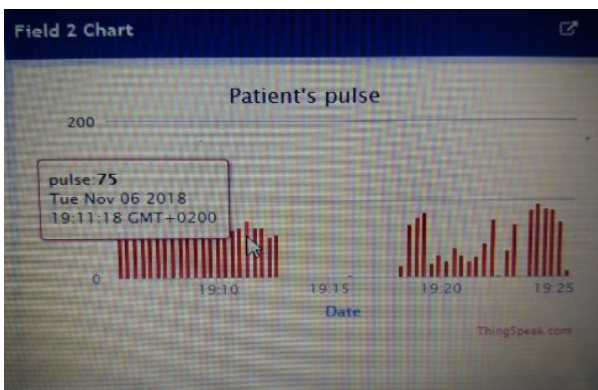 Field 2 Chart
Patient's pulse
200
pulse:75
Tue Nov 06 2018
19:11:18 GMT+0200
0
19:10 19:15 19:20 19:25
Date
ThingSpeak.com